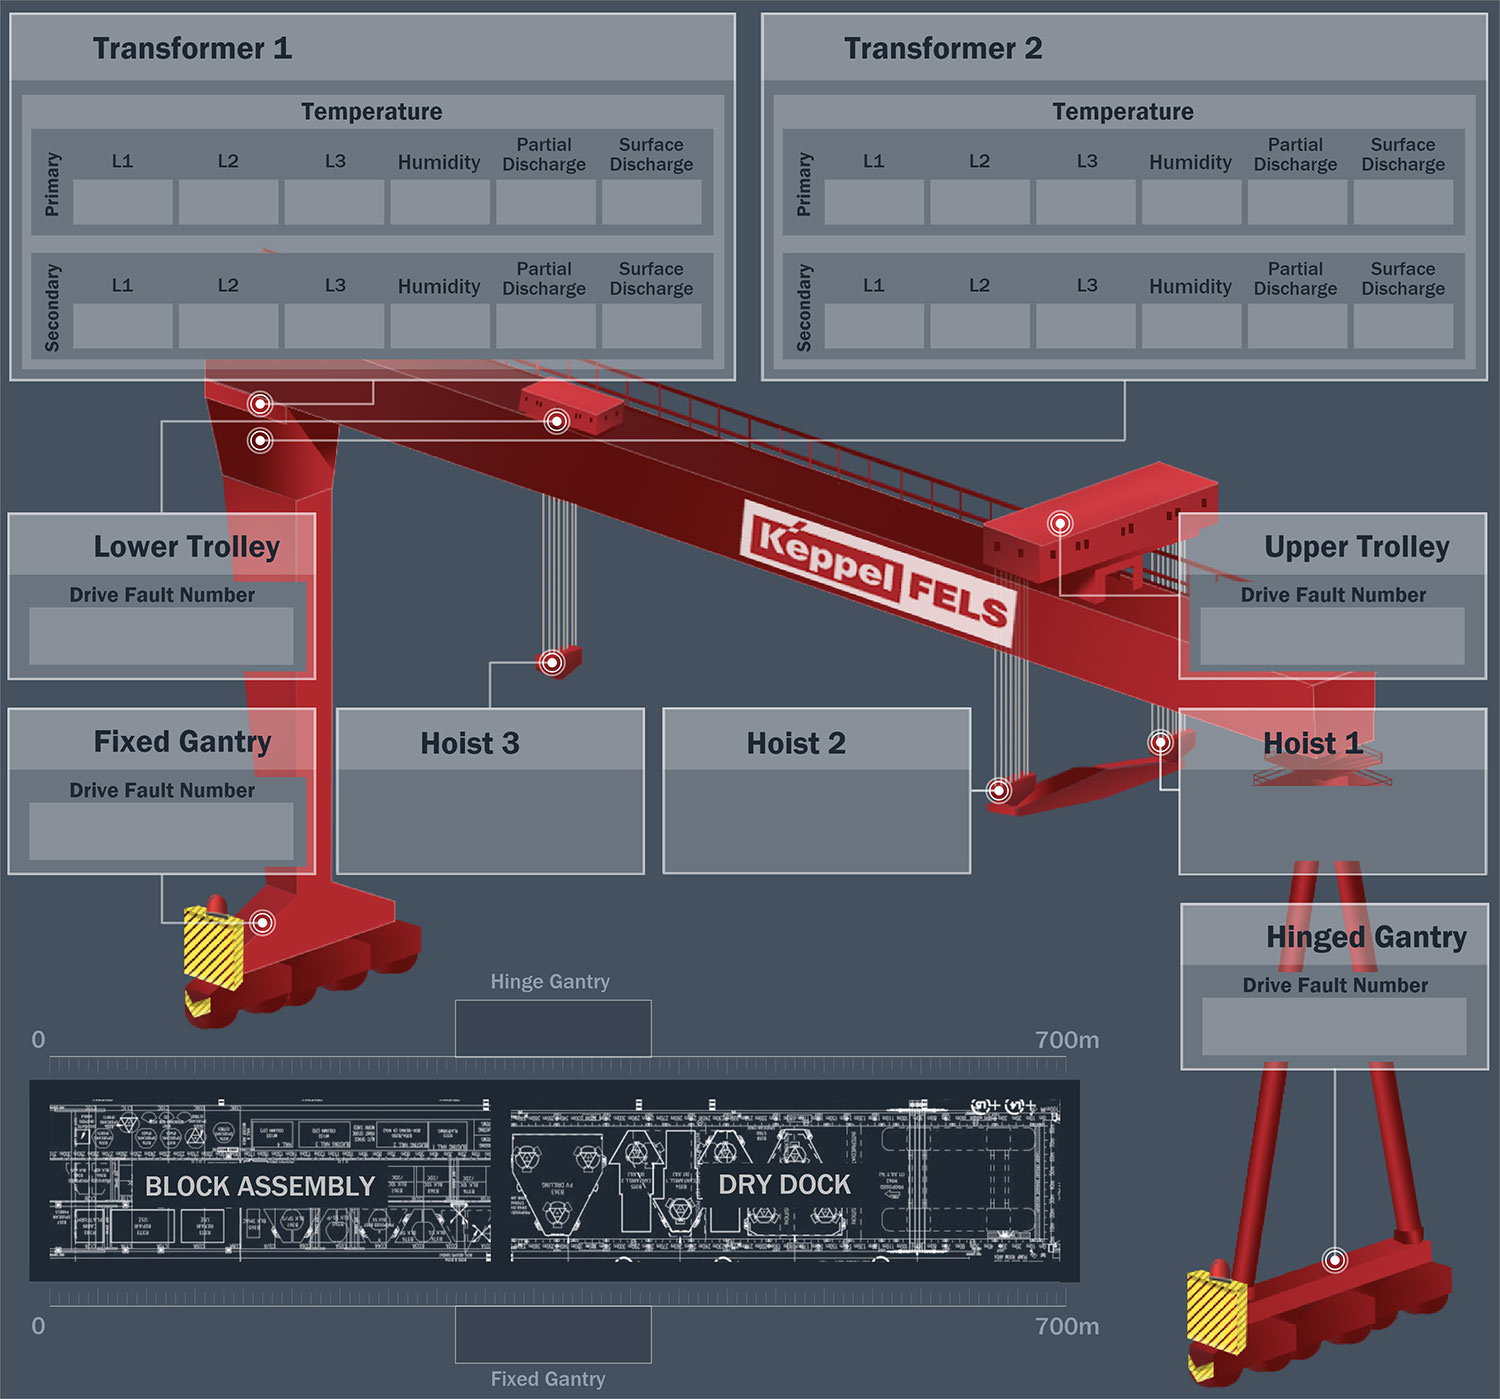 Transformer 1
Temperature
Primary
L1 L2 L3 Humidity Partial Discharge Surface Discharge
Secondary
L1 L2 L3 Humidity Partial Discharge Surface Discharge
Transformer 2
Temperature
Primary
L1 L2 L3 Humidity Partial Discharge Surface Discharge
Secondary
L1 L2 L3 Humidity Partial Discharge Surface Discharge
Keppel FELS
Lower Trolley
Drive Fault Number
Upper Trolley
Drive Fault Number
Fixed Gantry
Drive Fault Number
Hoist 3
Hoist 2
Hoist 1
Hinged Gantry
Drive Fault Number
Hinge Gantry
0 700m
BLOCK ASSEMBLY
DRY DOCK
0 700m
Fixed Gantry